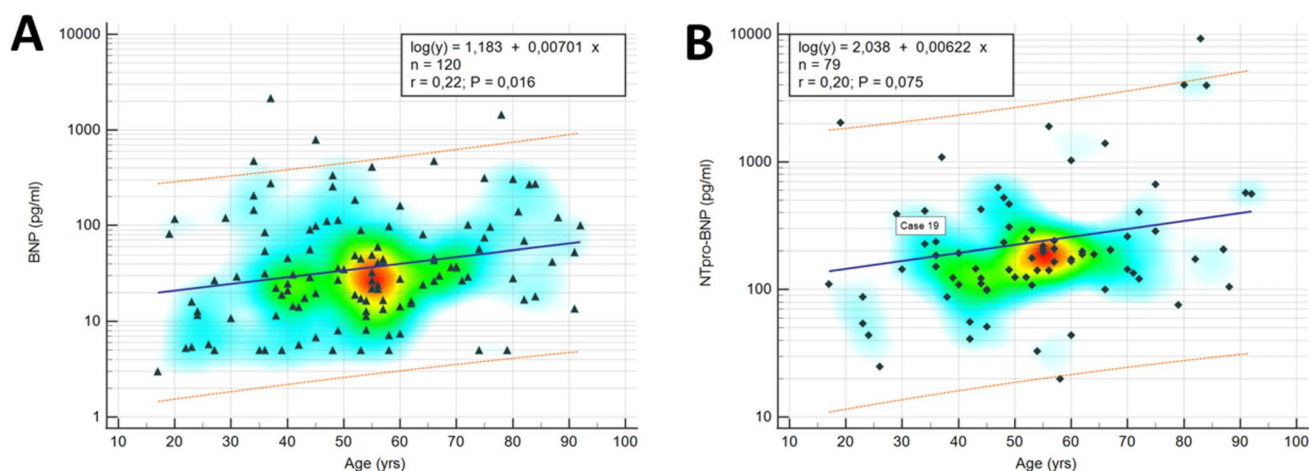 A
log(y) = 1,183 + 0,00701 x
n = 120
r = 0,22; P = 0,016
BNP (pg/ml)
10000
1000
100
10
1
10 20 30 40 50 60 70 80 90 100
Age (yrs)
B
log(y) = 2,038 + 0,00622 x
n = 79
r = 0,20; P = 0,075
NTpro-BNP (pg/ml)
10000
1000
100
10
Case 19
10 20 30 40 50 60 70 80 90 100
Age (yrs)